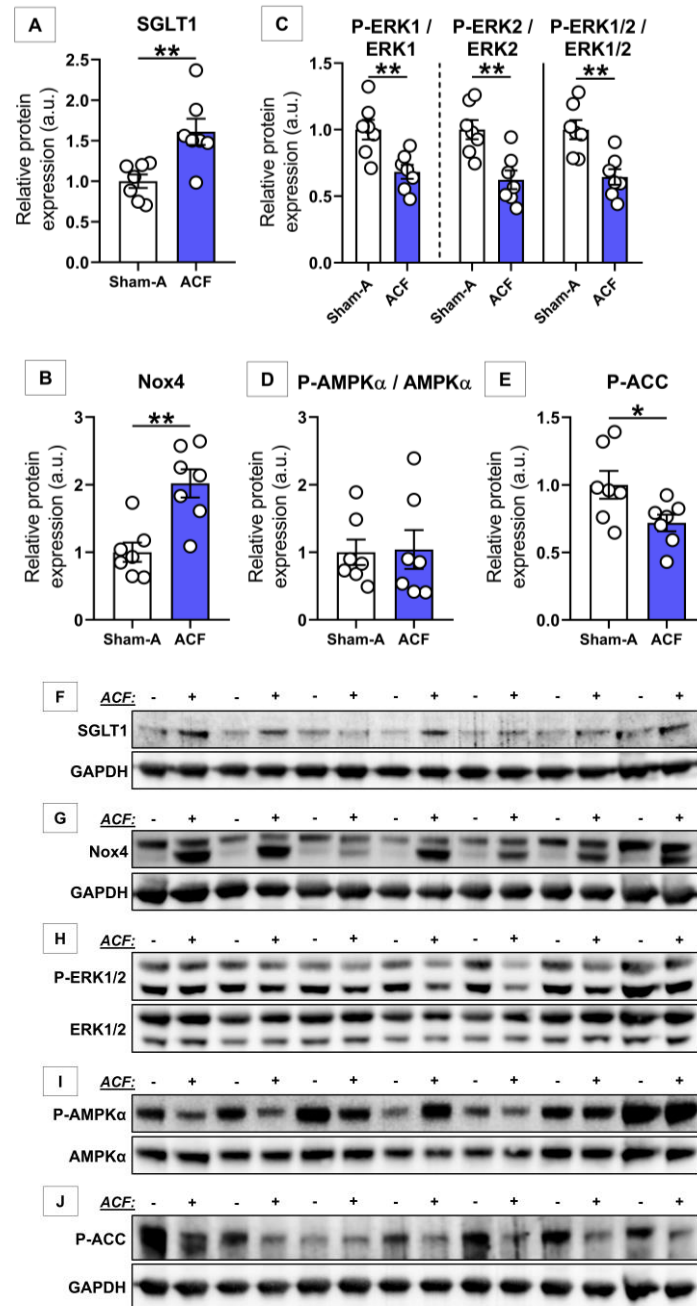 A
SGLT1
**
Relative protein
expression (a.u.)
2.5
2.0
1.5
1.0
0.5
0.0
Sham-A
ACF
C
P-ERK1 /
ERK1
P-ERK2 /
ERK2
P-ERK1/2 /
ERK1/2
**
**
**
Relative protein
expression (a.u.)
1.5
1.0
0.5
0.0
Sham-A
ACF
Sham-A
ACF
Sham-A
ACF
B
Nox4
**
Relative protein
expression (a.u.)
3
2
1
0
Sham-A
ACF
D
P-AMPKα / AMPKα
Relative protein
expression (a.u.)
3
2
1
0
Sham-A
ACF
E
P-ACC
*
Relative protein
expression (a.u.)
1.5
1.0
0.5
0.0
Sham-A
ACF
F
ACF: - + - + - + - + - + - + - +
SGLT1
GAPDH
G
ACF: - + - + - + - + - + - + - +
Nox4
GAPDH
H
ACF: - + - + - + - + - + - + - +
P-ERK1/2
ERK1/2
I
ACF: - + - + - + - + - + - + - +
P-AMPKα
AMPKα
J
ACF: - + - + - + - + - + - + - +
P-ACC
GAPDH